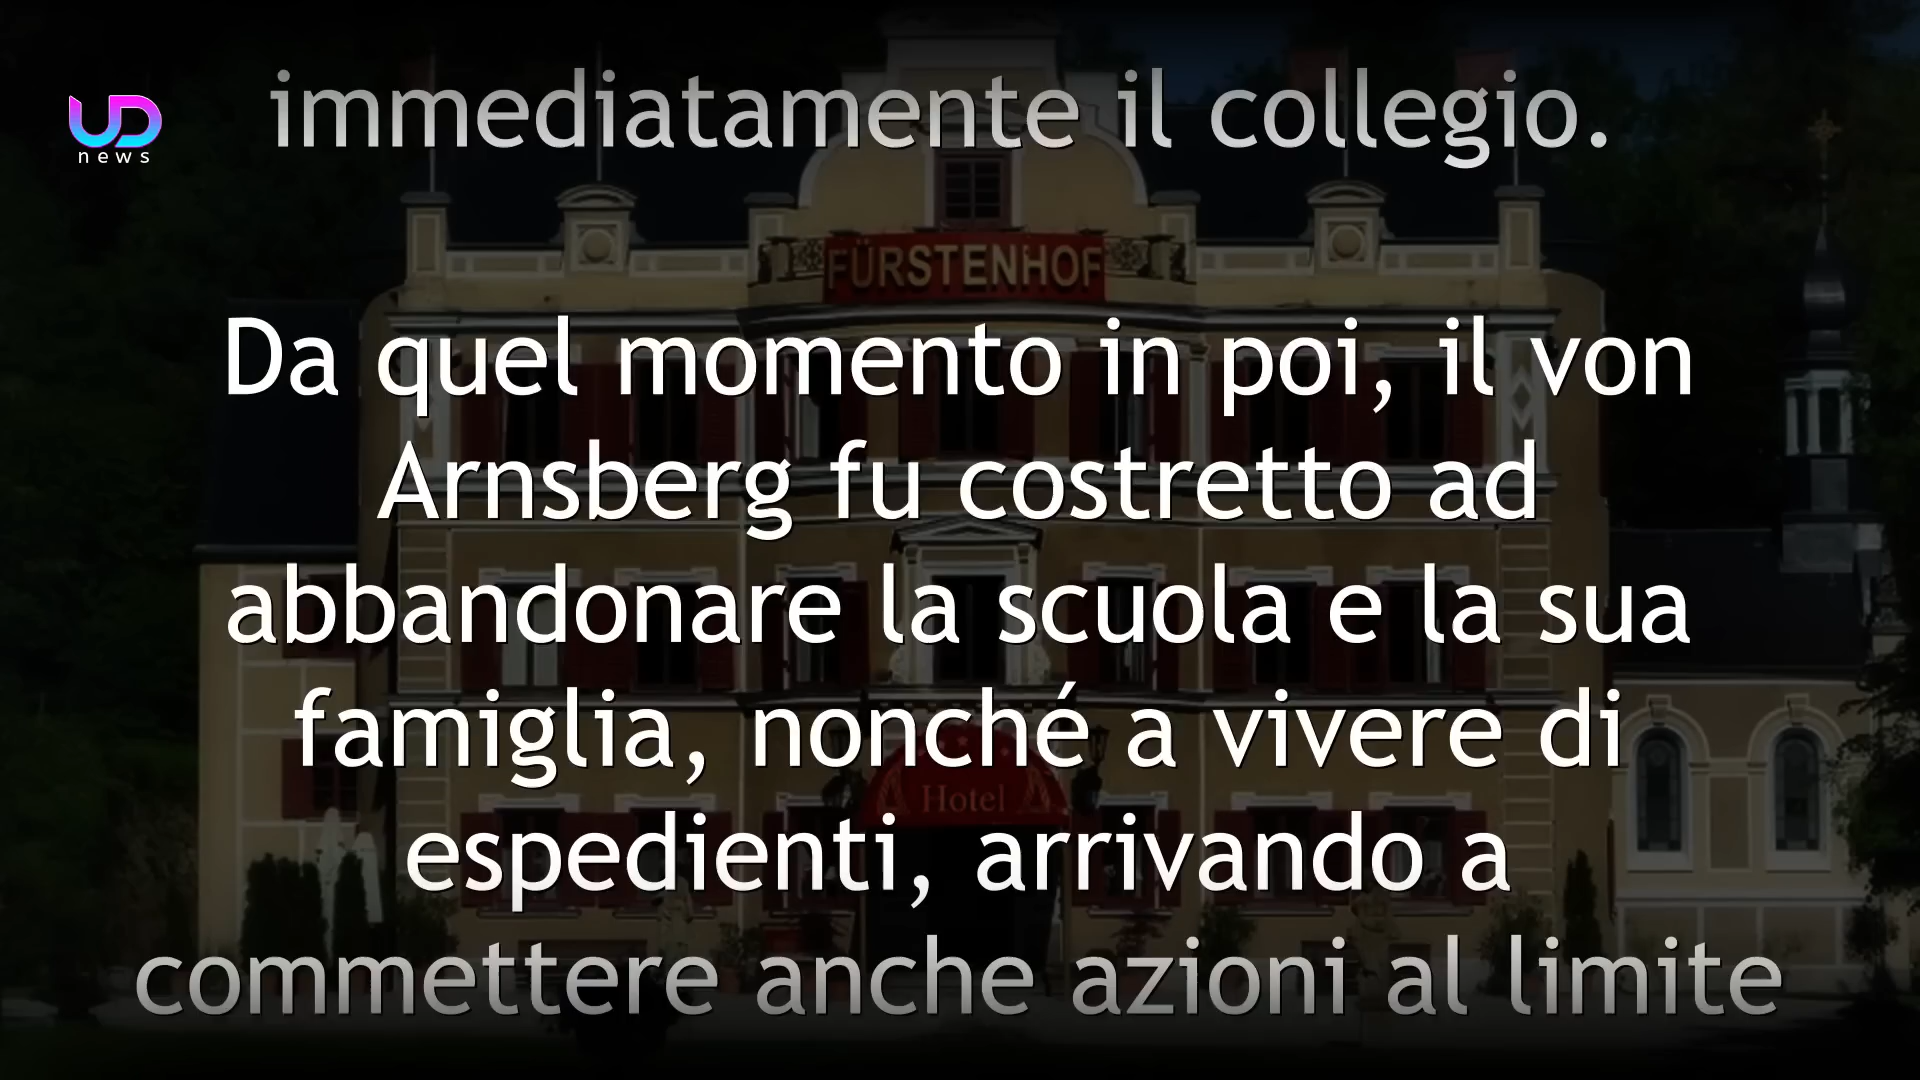 immediatamente il collegio.
UD
news
FÜRSTENHOF
Da quel momento in poi, il von
Arnsberg fu costretto ad
abbandonare la scuola e la sua
famiglia, nonché a vivere di
Hotel
espedienti, arrivando a
commettere anche azioni al limite